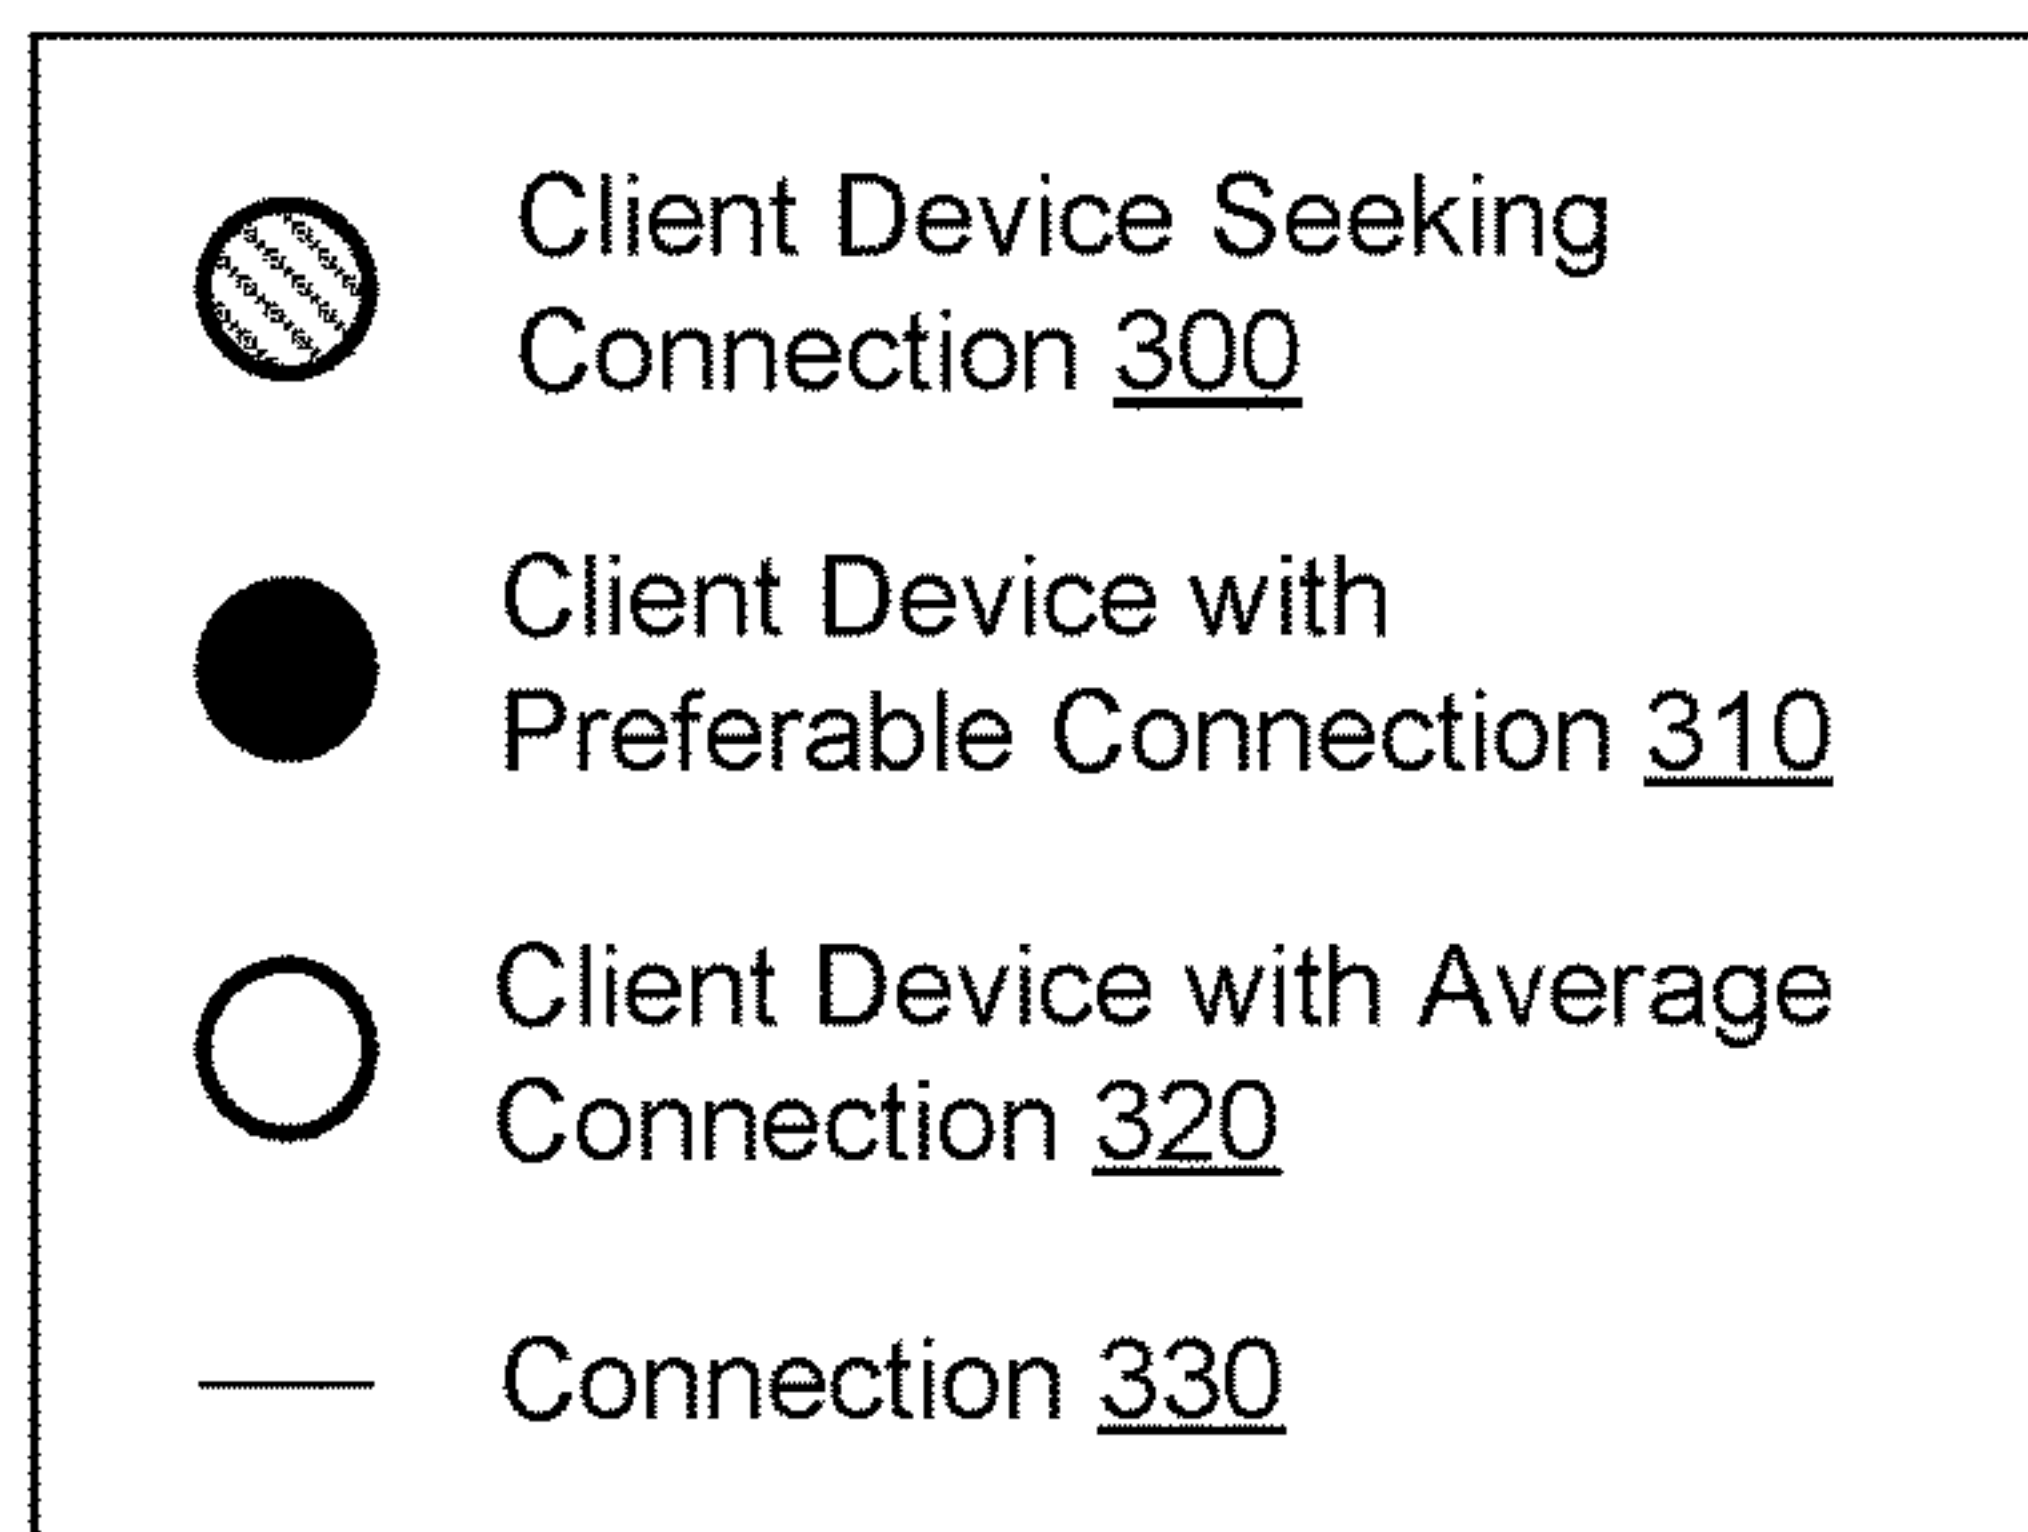 Client Device Seeking
Connection 300
Client Device with
Preferable Connection 310
Client Device with Average
Connection 320
Connection 330